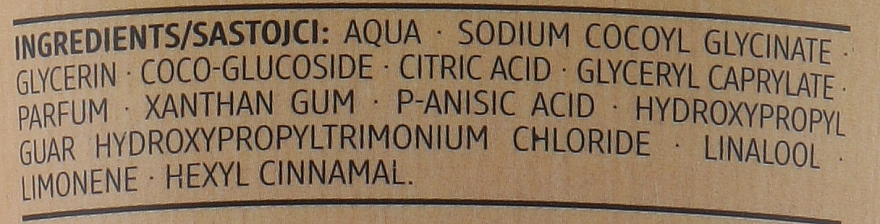 INGREDIENTS/SASTOJCI: AQUA · SODIUM COCOYL GLYCINATE ·
GLYCERIN · COCO-GLUCOSIDE · CITRIC ACID · GLYCERYL CAPRYLATE ·
PARFUM · XANTHAN GUM · P-ANISIC ACID · HYDROXYPROPYL
GUAR HYDROXYPROPYLTRIMONIUM CHLORIDE · LINALOOL ·
LIMONENE · HEXYL CINNAMAL.